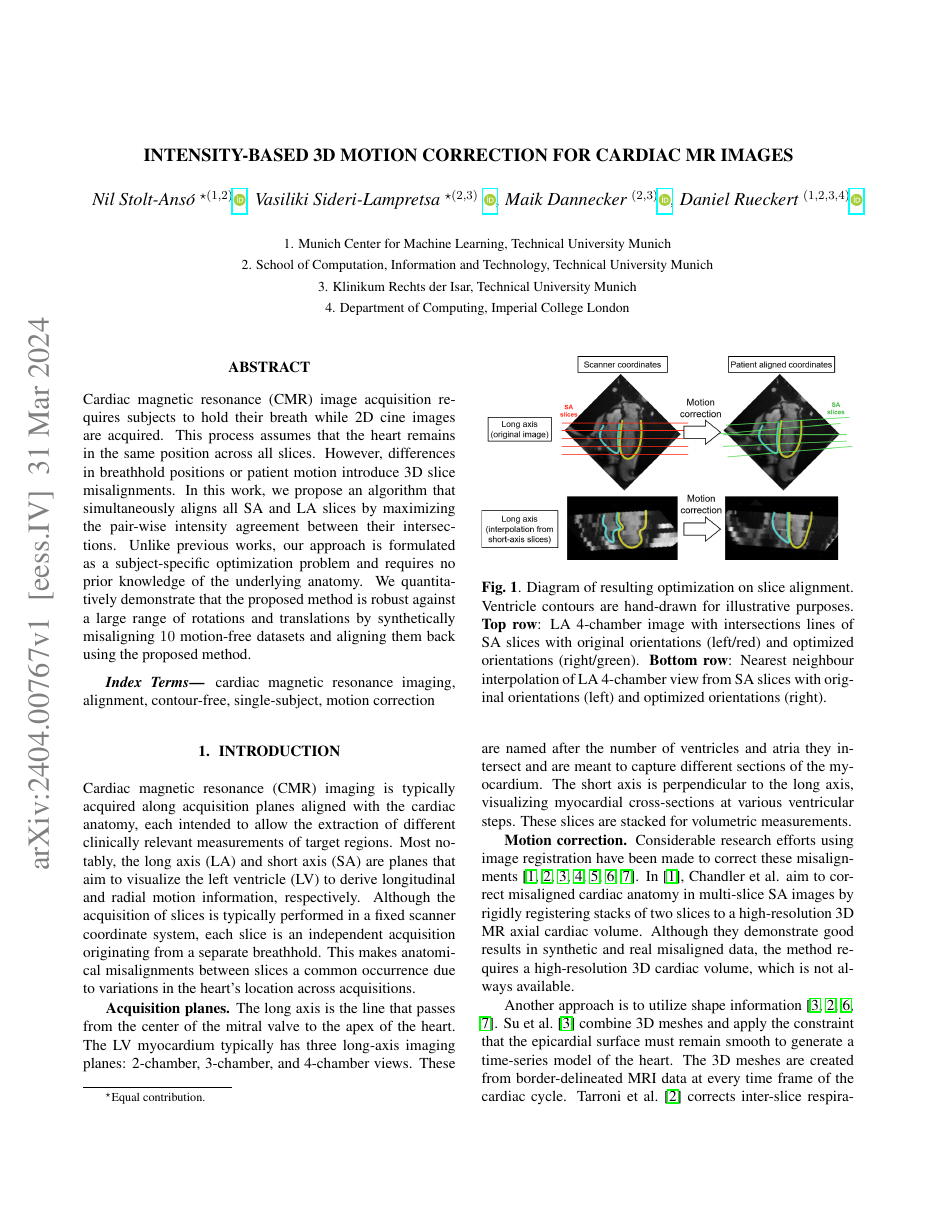 INTENSITY-BASED 3D MOTION CORRECTION FOR CARDIAC MR IMAGES
Nil Stolt-Ansó ⋆(1,2) iD, Vasiliki Sideri-Lampretsa ⋆(2,3) iD, Maik Dannecker (2,3) iD, Daniel Rueckert (1,2,3,4) iD
1. Munich Center for Machine Learning, Technical University Munich
2. School of Computation, Information and Technology, Technical University Munich
3. Klinikum Rechts der Isar, Technical University Munich
4. Department of Computing, Imperial College London
arXiv:2404.00767v1 [eess.IV] 31 Mar 2024
ABSTRACT
Cardiac magnetic resonance (CMR) image acquisition re-
quires subjects to hold their breath while 2D cine images
are acquired. This process assumes that the heart remains
in the same position across all slices. However, differences
in breathhold positions or patient motion introduce 3D slice
misalignments. In this work, we propose an algorithm that
simultaneously aligns all SA and LA slices by maximizing
the pair-wise intensity agreement between their intersec-
tions. Unlike previous works, our approach is formulated
as a subject-specific optimization problem and requires no
prior knowledge of the underlying anatomy. We quantita-
tively demonstrate that the proposed method is robust against
a large range of rotations and translations by synthetically
misaligning 10 motion-free datasets and aligning them back
using the proposed method.
Index Terms— cardiac magnetic resonance imaging,
alignment, contour-free, single-subject, motion correction
1. INTRODUCTION
Cardiac magnetic resonance (CMR) imaging is typically
acquired along acquisition planes aligned with the cardiac
anatomy, each intended to allow the extraction of different
clinically relevant measurements of target regions. Most no-
tably, the long axis (LA) and short axis (SA) are planes that
aim to visualize the left ventricle (LV) to derive longitudinal
and radial motion information, respectively. Although the
acquisition of slices is typically performed in a fixed scanner
coordinate system, each slice is an independent acquisition
originating from a separate breathhold. This makes anatomi-
cal misalignments between slices a common occurrence due
to variations in the heart's location across acquisitions.
Acquisition planes. The long axis is the line that passes
from the center of the mitral valve to the apex of the heart.
The LV myocardium typically has three long-axis imaging
planes: 2-chamber, 3-chamber, and 4-chamber views. These
⋆Equal contribution.
Scanner coordinates
Patient aligned coordinates
SA
slices
Motion
correction
SA
slices
Long axis
(original image)
Motion
correction
Long axis
(interpolation from
short-axis slices)
Fig. 1. Diagram of resulting optimization on slice alignment.
Ventricle contours are hand-drawn for illustrative purposes.
Top row: LA 4-chamber image with intersections lines of
SA slices with original orientations (left/red) and optimized
orientations (right/green). Bottom row: Nearest neighbour
interpolation of LA 4-chamber view from SA slices with orig-
inal orientations (left) and optimized orientations (right).
are named after the number of ventricles and atria they in-
tersect and are meant to capture different sections of the my-
ocardium. The short axis is perpendicular to the long axis,
visualizing myocardial cross-sections at various ventricular
steps. These slices are stacked for volumetric measurements.
Motion correction. Considerable research efforts using
image registration have been made to correct these misalign-
ments [1, 2, 3, 4, 5, 6, 7]. In [1], Chandler et al. aim to cor-
rect misaligned cardiac anatomy in multi-slice SA images by
rigidly registering stacks of two slices to a high-resolution 3D
MR axial cardiac volume. Although they demonstrate good
results in synthetic and real misaligned data, the method re-
quires a high-resolution 3D cardiac volume, which is not al-
ways available.
Another approach is to utilize shape information [3, 2, 6,
7]. Su et al. [3] combine 3D meshes and apply the constraint
that the epicardial surface must remain smooth to generate a
time-series model of the heart. The 3D meshes are created
from border-delineated MRI data at every time frame of the
cardiac cycle. Tarroni et al. [2] corrects inter-slice respira-